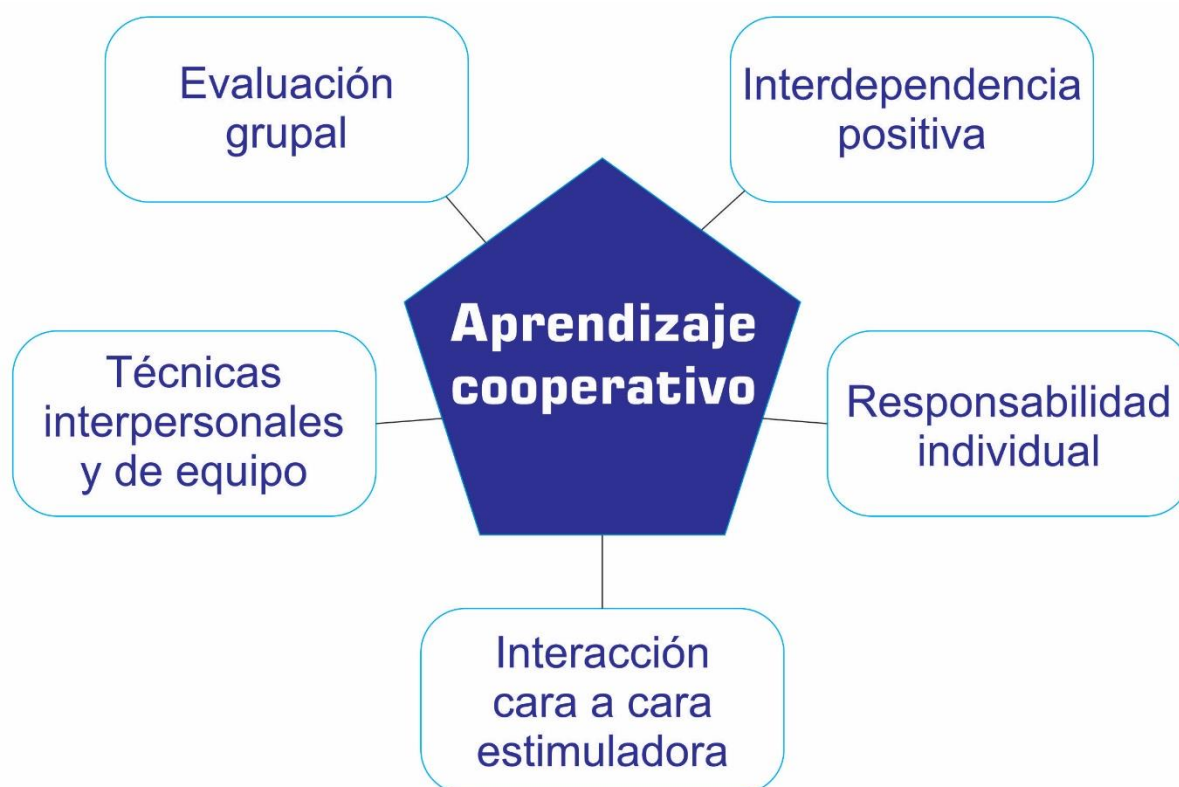 Evaluación
grupal
Interdependencia
positiva
Aprendizaje
cooperativo
Técnicas
interpersonales
y de equipo
Responsabilidad
individual
Interacción
cara a cara
estimuladora